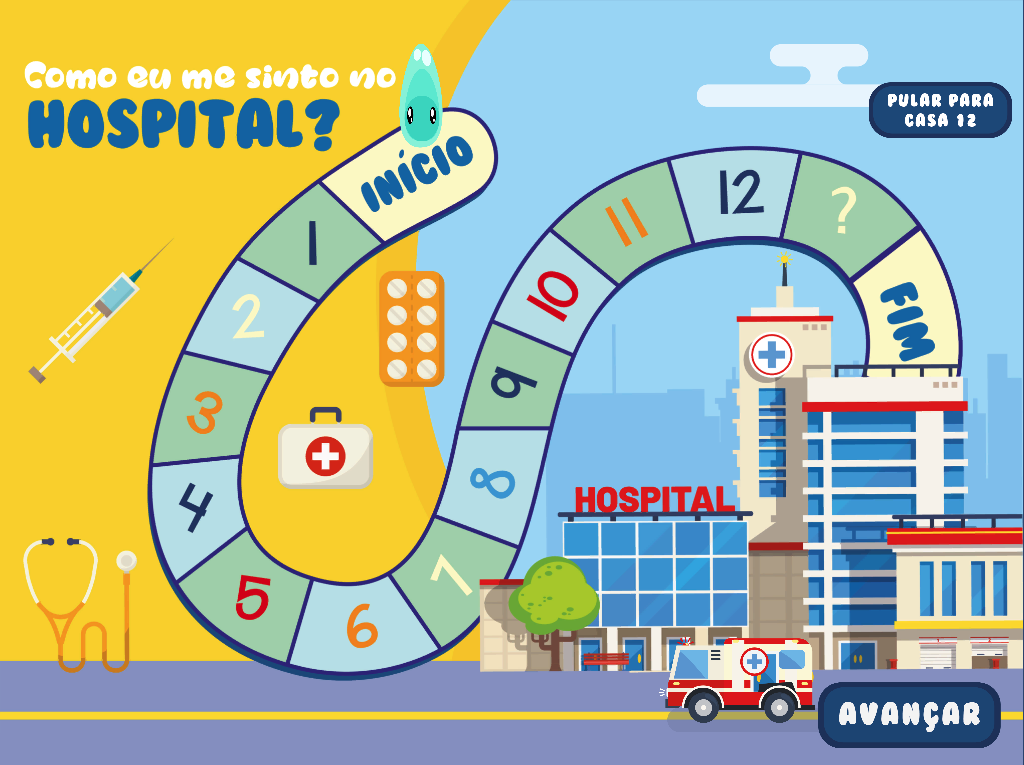 Como eu me sinto no
HOSPITAL?
PULAR PARA
CASA 12
INÍCIO
1
2
3
4
5
6
7
8
9
10
11
12
?
FIM
HOSPITAL
AVANÇAR